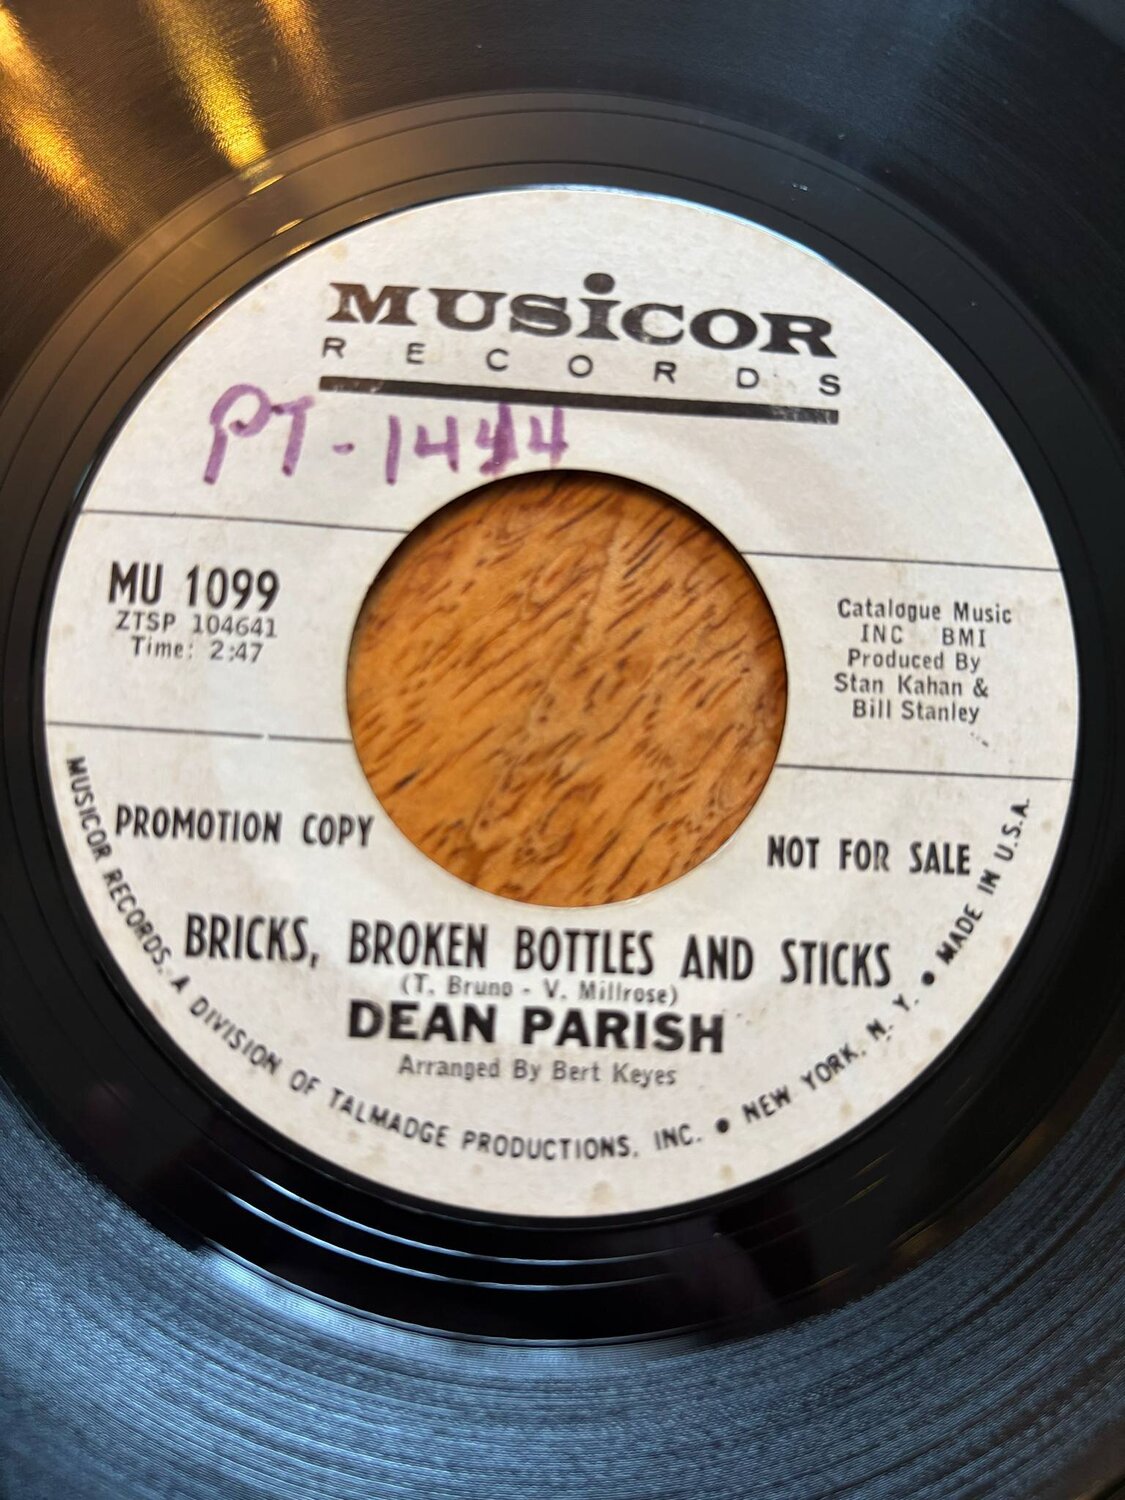 MUSiCOR
RECORDS
PT-1444
MU 1099
ZTSP 104641
Time: 2:47
Catalogue Music
INC BMI
Produced By
Stan Kahan &
Bill Stanley
PROMOTION COPY
NOT FOR SALE
BRICKS, BROKEN BOTTLES AND STICKS
(T. Bruno - V. Millrose)
DEAN PARISH
Arranged By Bert Keyes
MUSICOR RECORDS, A DIVISION OF TALMADGE PRODUCTIONS, INC. ● NEW YORK, N. Y. ● MADE IN U.S.A.